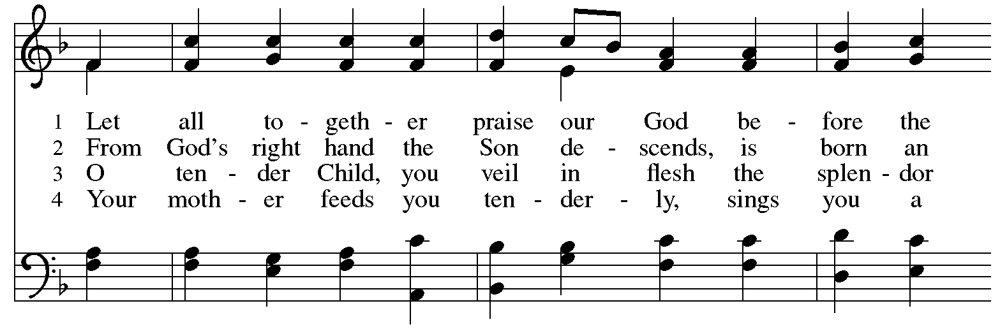 1 Let all to - geth - er praise our God be - fore the
2 From God's right hand the Son de - scends, is born an
3 O ten - der Child, you veil in flesh the splen - dor
4 Your moth - er feeds you ten - der - ly, sings you a